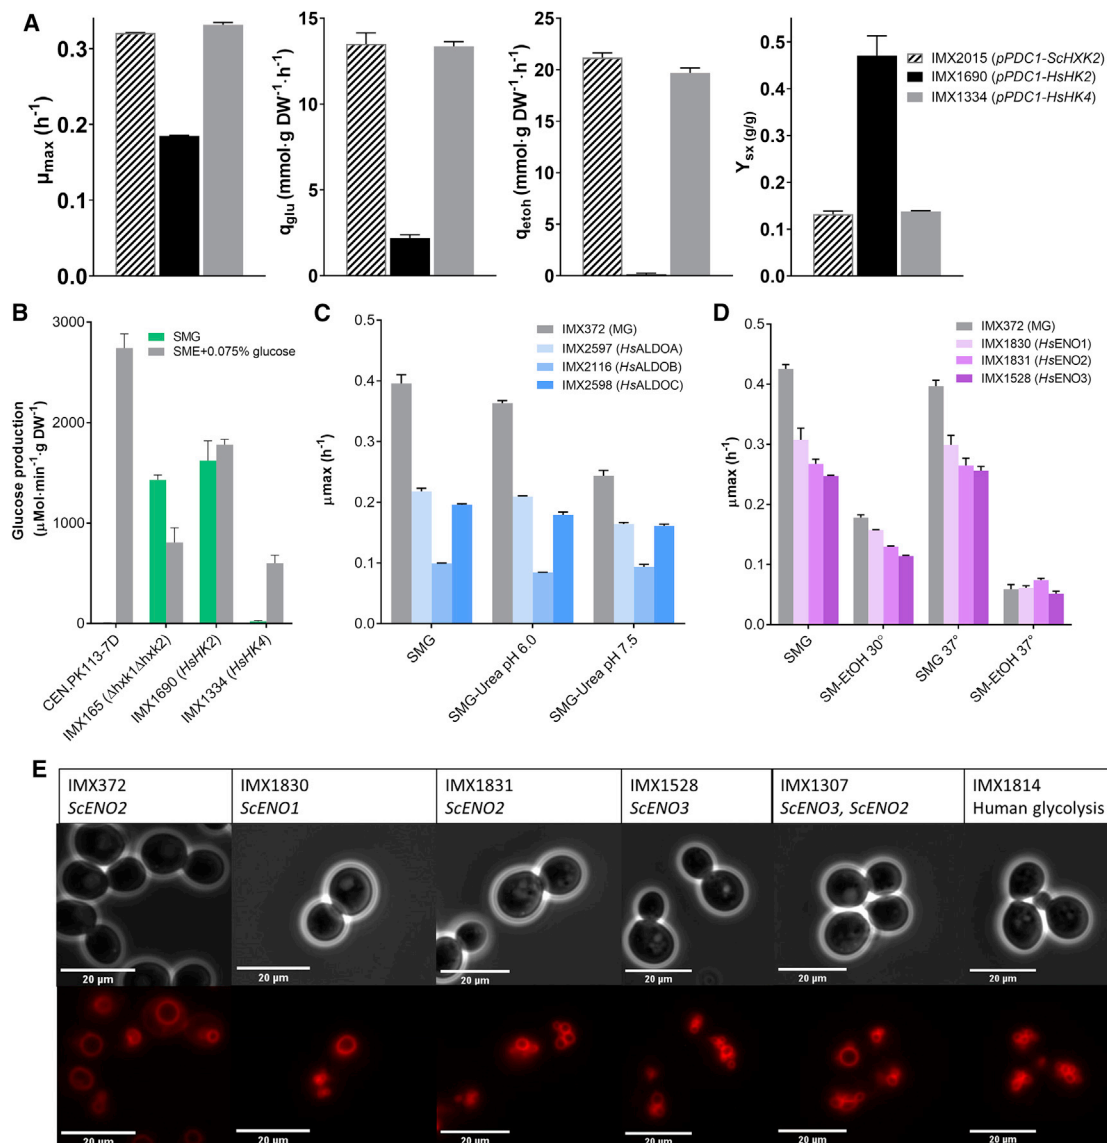 A
μmax (h⁻¹)
0.3
0.2
0.1
0.0
qglu (mmol·g DW⁻¹·h⁻¹)
15
10
5
0
qetoh (mmol·g DW⁻¹·h⁻¹)
25
20
15
10
5
0
Ysx (g/g)
0.5
0.4
0.3
0.2
0.1
0.0
IMX2015 (pPDC1-ScHXK2)
IMX1690 (pPDC1-HsHK2)
IMX1334 (pPDC1-HsHK4)
B
Glucose production
(μMol·min⁻¹·g DW⁻¹)
3000
2000
1000
0
SMG
SME+0.075% glucose
CEN.PK113-7D
IMX165 (Δhxk1Δhxk2)
IMX1690 (HsHK2)
IMX1334 (HsHK4)
C
μmax (h⁻¹)
0.5
0.4
0.3
0.2
0.1
0.0
IMX372 (MG)
IMX2597 (HsALDOA)
IMX2116 (HsALDOB)
IMX2598 (HsALDOC)
SMG
SMG-Urea pH 6.0
SMG-Urea pH 7.5
D
μmax (h⁻¹)
0.5
0.4
0.3
0.2
0.1
0.0
IMX372 (MG)
IMX1830 (HsENO1)
IMX1831 (HsENO2)
IMX1528 (HsENO3)
SMG
SM-EtOH 30°
SMG 37°
SM-EtOH 37°
E
IMX372
ScENO2
IMX1830
ScENO1
IMX1831
ScENO2
IMX1528
ScENO3
IMX1307
ScENO3, ScENO2
IMX1814
Human glycolysis
20 μm
20 μm
20 μm
20 μm
20 μm
20 μm
20 μm
20 μm
20 μm
20 μm
20 μm
20 μm